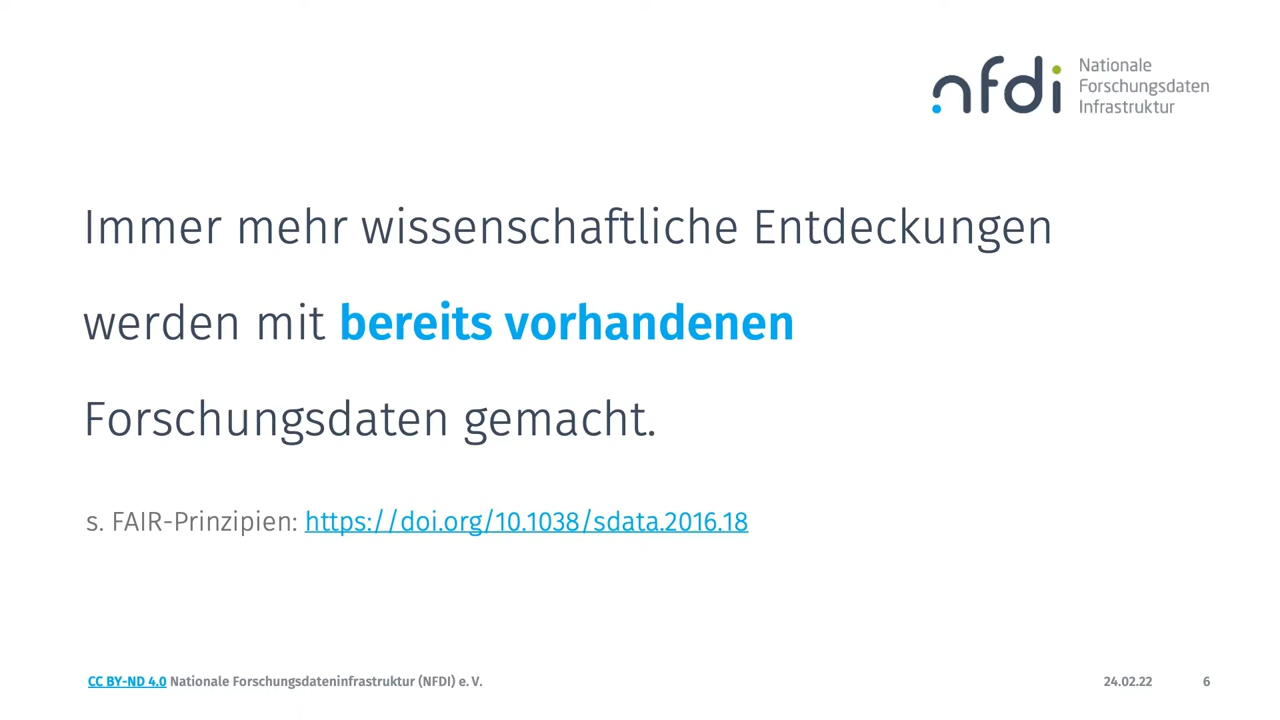 nfdi
Nationale
Forschungsdaten
Infrastruktur
Immer mehr wissenschaftliche Entdeckungen
werden mit bereits vorhandenen
Forschungsdaten gemacht.
s. FAIR-Prinzipien: https://doi.org/10.1038/sdata.2016.18
CC BY-ND 4.0 Nationale Forschungsdateninfrastruktur (NFDI) e. V. 24.02.22 6